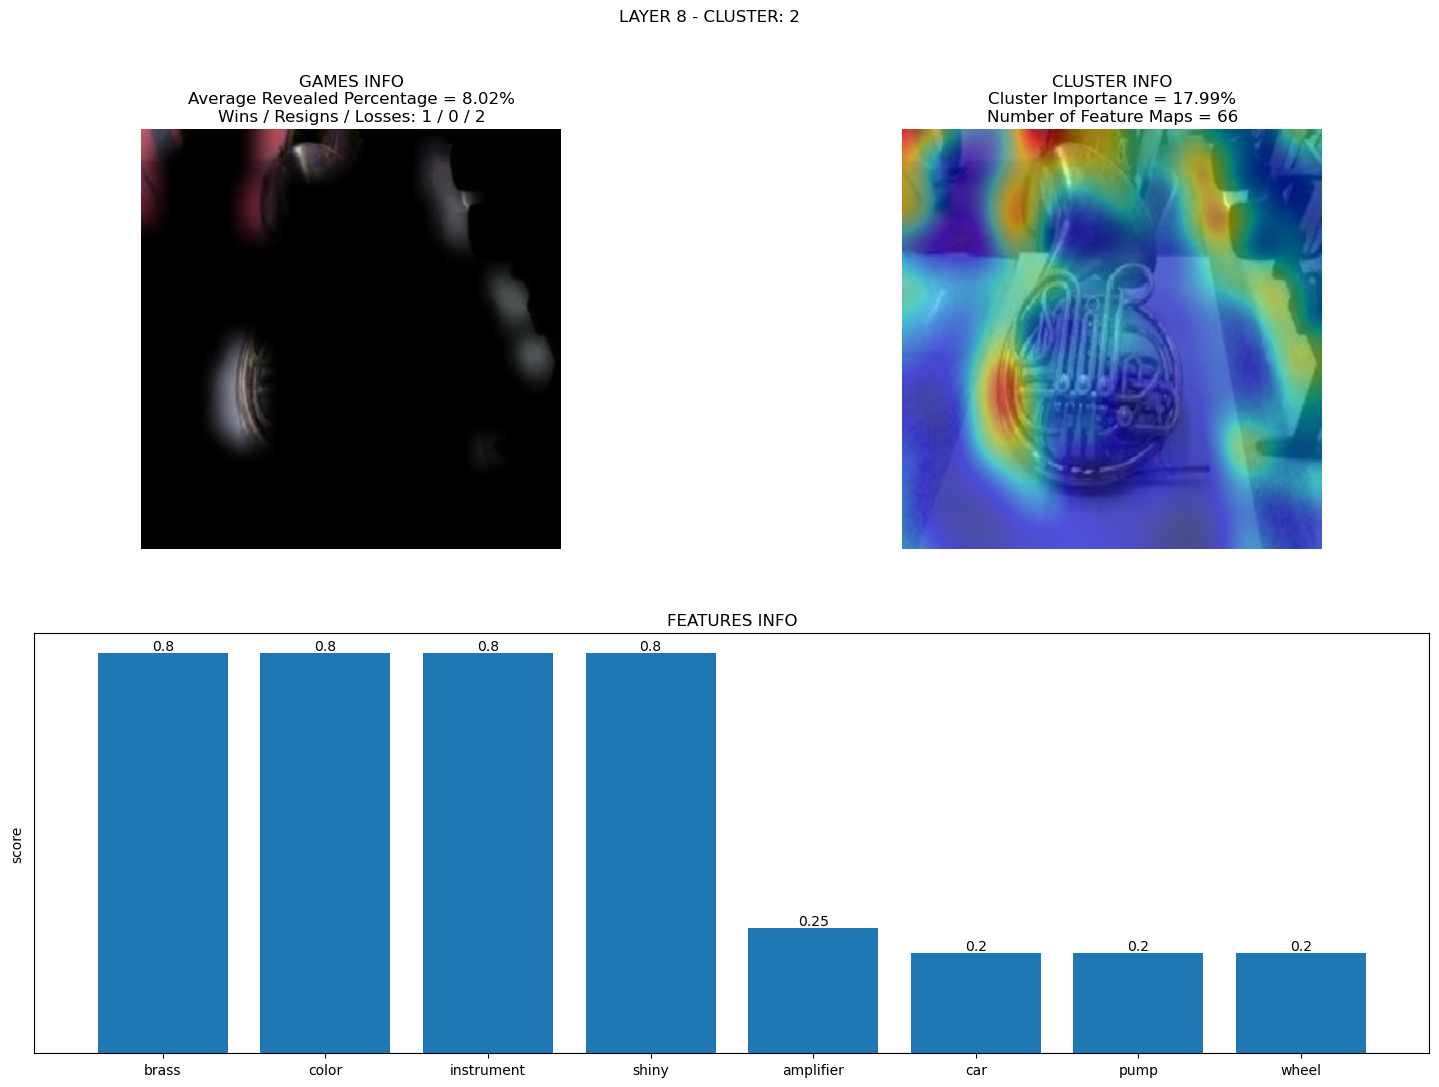 LAYER 8 - CLUSTER: 2
GAMES INFO
Average Revealed Percentage = 8.02%
Wins / Resigns / Losses: 1 / 0 / 2
CLUSTER INFO
Cluster Importance = 17.99%
Number of Feature Maps = 66
FEATURES INFO
score
0.8 0.8 0.8 0.8 0.25 0.2 0.2 0.2
brass color instrument shiny amplifier car pump wheel